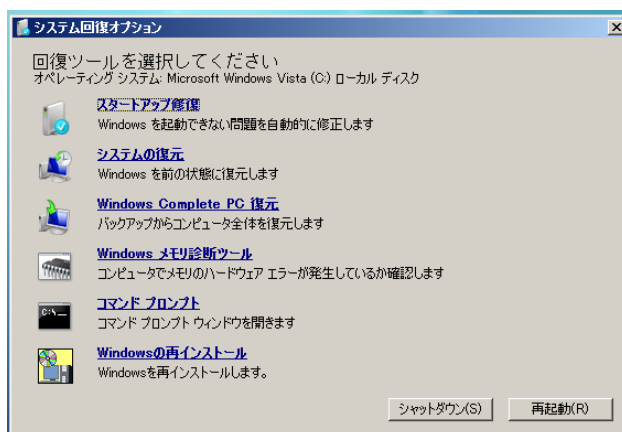 システム回復オプション
回復ツールを選択してください
オペレーティング システム: Microsoft Windows Vista (C:) ローカル ディスク
スタートアップ修復
Windows を起動できない問題を自動的に修正します
システムの復元
Windows を前の状態に復元します
Windows Complete PC 復元
バックアップからコンピュータ全体を復元します
Windows メモリ診断ツール
コンピュータでメモリのハードウェア エラーが発生しているか確認します
C:\_
コマンド プロンプト
コマンド プロンプト ウィンドウを開きます
Windowsの再インストール
Windowsを再インストールします。
シャットダウン(S)
再起動(R)